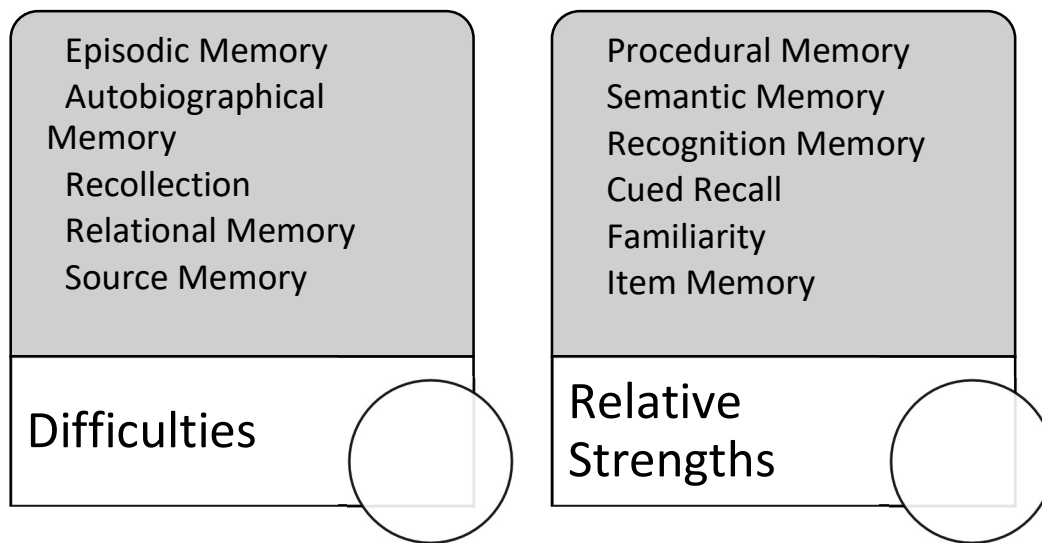 Episodic Memory
Autobiographical
Memory
Recollection
Relational Memory
Source Memory
Difficulties
Procedural Memory
Semantic Memory
Recognition Memory
Cued Recall
Familiarity
Item Memory
Relative
Strengths